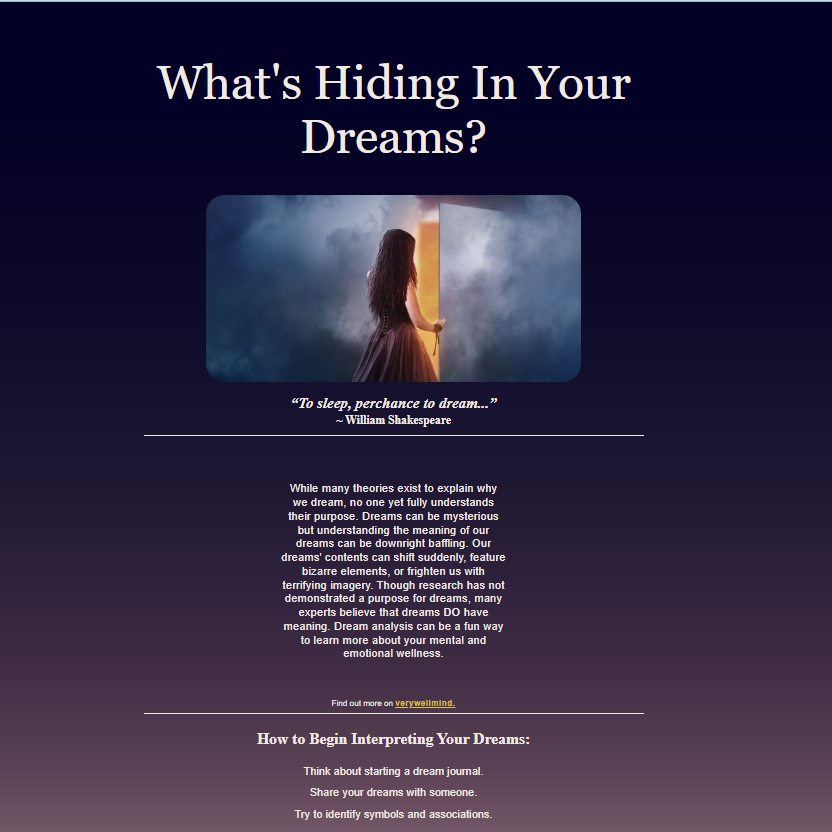 What's Hiding In Your
Dreams?
“To sleep, perchance to dream...”
~ William Shakespeare
While many theories exist to explain why
we dream, no one yet fully understands
their purpose. Dreams can be mysterious
but understanding the meaning of our
dreams can be downright baffling. Our
dreams' contents can shift suddenly, feature
bizarre elements, or frighten us with
terrifying imagery. Though research has not
demonstrated a purpose for dreams, many
experts believe that dreams DO have
meaning. Dream analysis can be a fun way
to learn more about your mental and
emotional wellness.
Find out more on verywellmind.
How to Begin Interpreting Your Dreams:
Think about starting a dream journal.
Share your dreams with someone.
Try to identify symbols and associations.